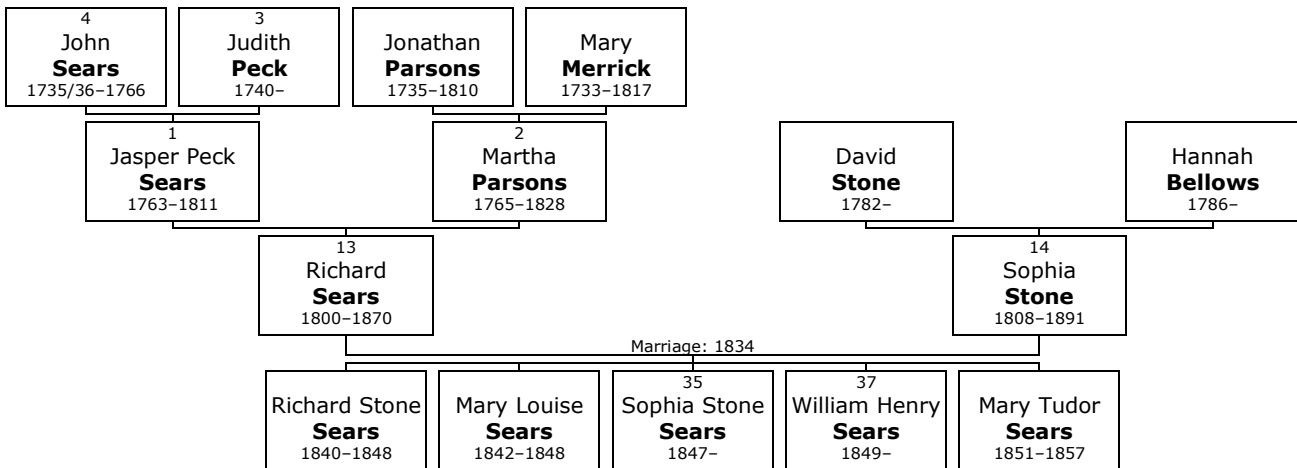 4
John
Sears
1735/36–1766
3
Judith
Peck
1740–
Jonathan
Parsons
1735–1810
Mary
Merrick
1733–1817
1
Jasper Peck
Sears
1763–1811
2
Martha
Parsons
1765–1828
David
Stone
1782–
Hannah
Bellows
1786–
13
Richard
Sears
1800–1870
14
Sophia
Stone
1808–1891
Marriage: 1834
Richard Stone
Sears
1840–1848
Mary Louise
Sears
1842–1848
35
Sophia Stone
Sears
1847–
37
William Henry
Sears
1849–
Mary Tudor
Sears
1851–1857